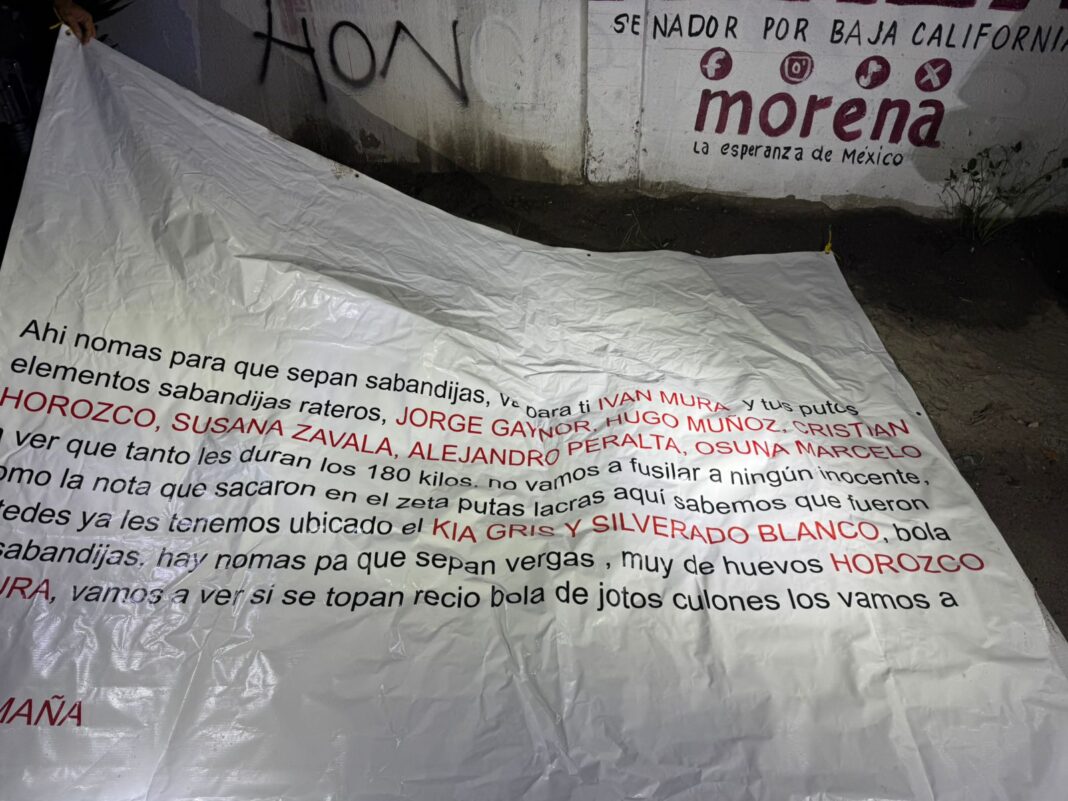 HON
SENADOR POR BAJA CALIFORNIA
morena
La esperanza de México
Ahi nomas para que sepan sabandijas, va para ti IVAN MURA y tus putos
elementos sabandijas rateros, JORGE GAYNOR, HUGO MUÑOZ, CRISTIAN
HOROZCO, SUSANA ZAVALA, ALEJANDRO PERALTA, OSUNA MARCELO
ver que tanto les duran los 180 kilos, no vamos a fusilar a ningún inocente,
omo la nota que sacaron en el zeta putas lacras aquí sabemos que fueron
tedes ya les tenemos ubicado el KIA GRIS Y SILVERADO BLANCO, bola
sabandijas, hay nomas pa que sepan vergas , muy de huevos HOROZCO
URA, vamos a ver si se topan recio bola de jotos culones los vamos a
MAÑA